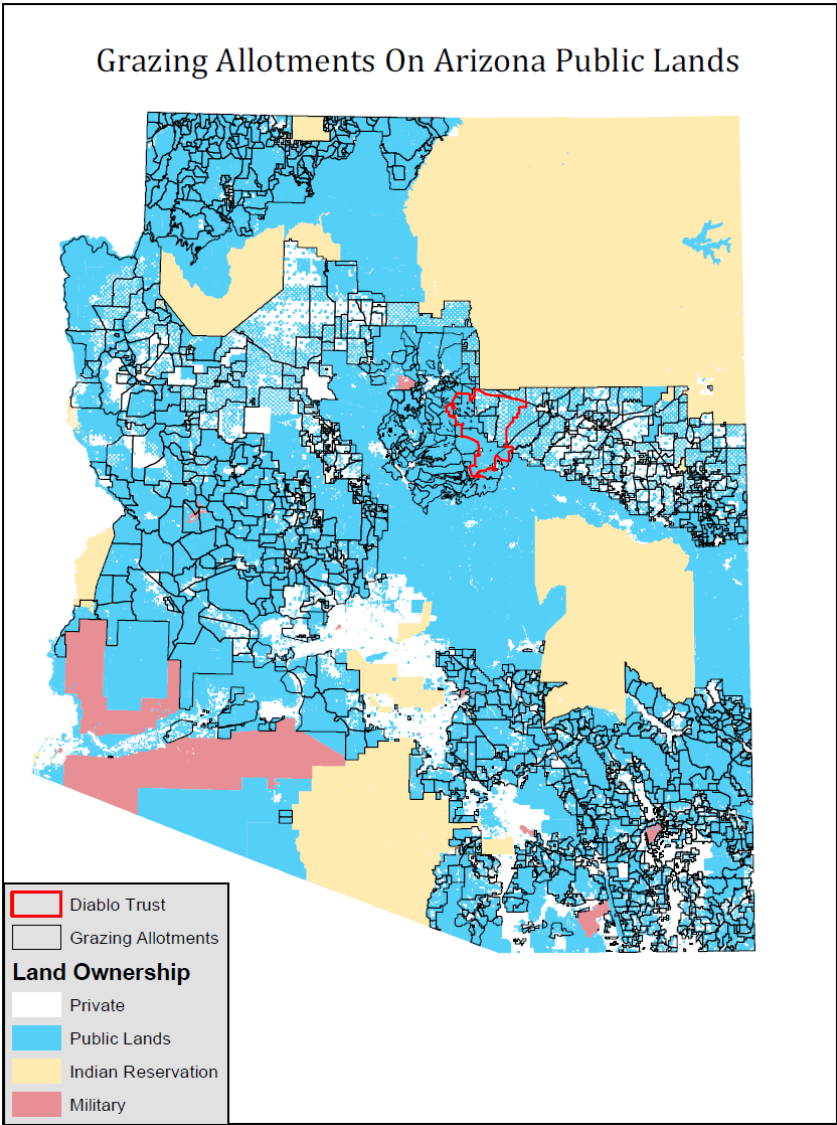 Grazing Allotments On Arizona Public Lands
Diablo Trust
Grazing Allotments
Land Ownership
Private
Public Lands
Indian Reservation
Military